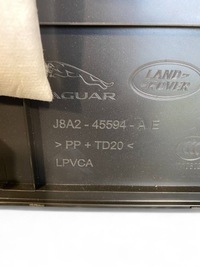 JAGUAR
LAND-
-ROVER
J8A2 - 45594 - A E
> PP + TD20 <
LPVCA